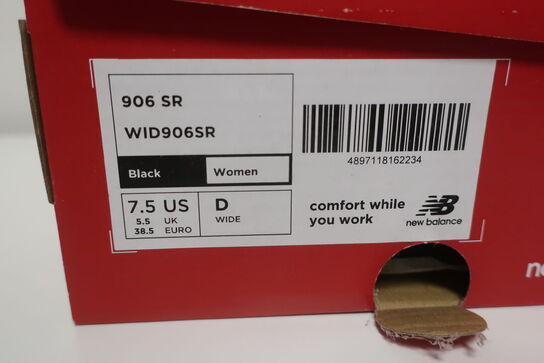 906 SR
WID906SR
Black Women
7.5 US
5.5 UK
38.5 EURO
D
WIDE
4897118162234
comfort while
you work
NB
new balance